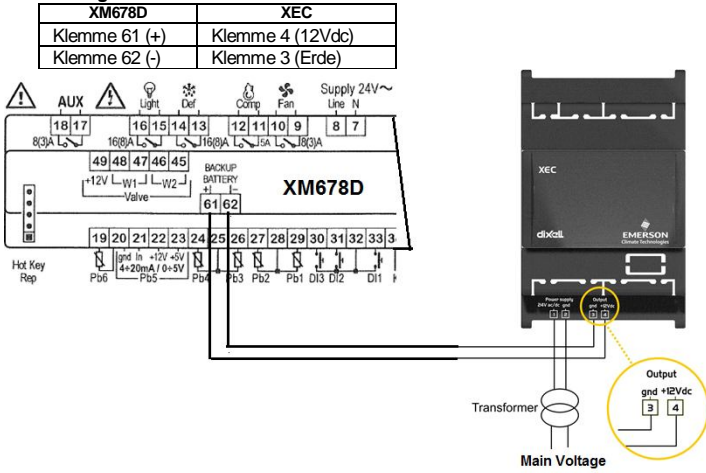 XM678D XEC
Klemme 61 (+) Klemme 4 (12Vdc)
Klemme 62 (-) Klemme 3 (Erde)
AUX Light Def Comp Fan Supply 24V~
Line N
18 17 16 15 14 13 12 11 10 9 8 7
8(3)A 16(8)A 16(8)A 5A 8(3)A
49 48 47 46 45
+12V W1 W2
Valve
BACKUP
BATTERY
+ -
61 62
XM678D
19 20 21 22 23 24 25 26 27 28 29 30 31 32 33
gnd In +12V +5V
4÷20mA / 0÷5V
Pb6 Pb5 Pb4 Pb3 Pb2 Pb1 DI3 DI2 DI1
Hot Key
Rep
XEC
dixell
EMERSON
Climate Technologies
Power supply
24V ac/dc gnd
1 2
Output
gnd +12Vdc
3 4
Transformer
Main Voltage
Output
gnd +12Vdc
3 4